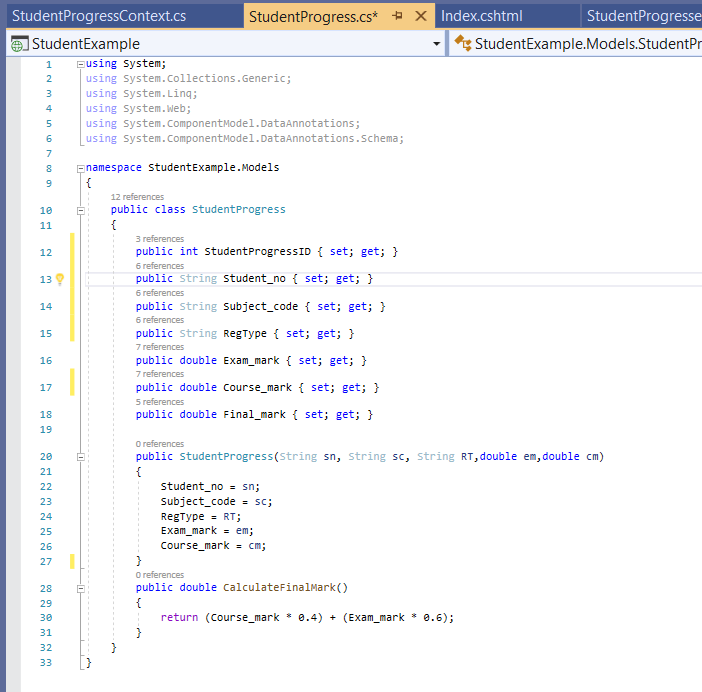 StudentProgressContext.cs StudentProgress.cs* Index.cshtml StudentProgresse
StudentExample StudentExample.Models.StudentPr
1 using System;
2 using System.Collections.Generic;
3 using System.Linq;
4 using System.Web;
5 using System.ComponentModel.DataAnnotations;
6 using System.ComponentModel.DataAnnotations.Schema;
7
8 namespace StudentExample.Models
9 {
12 references
10 public class StudentProgress
11 {
3 references
12 public int StudentProgressID { set; get; }
6 references
13 public String Student_no { set; get; }
6 references
14 public String Subject_code { set; get; }
6 references
15 public String RegType { set; get; }
7 references
16 public double Exam_mark { set; get; }
7 references
17 public double Course_mark { set; get; }
5 references
18 public double Final_mark { set; get; }
19
0 references
20 public StudentProgress(String sn, String sc, String RT,double em,double cm)
21 {
22 Student_no = sn;
23 Subject_code = sc;
24 RegType = RT;
25 Exam_mark = em;
26 Course_mark = cm;
27 }
0 references
28 public double CalculateFinalMark()
29 {
30 return (Course_mark * 0.4) + (Exam_mark * 0.6);
31 }
32 }
33 }